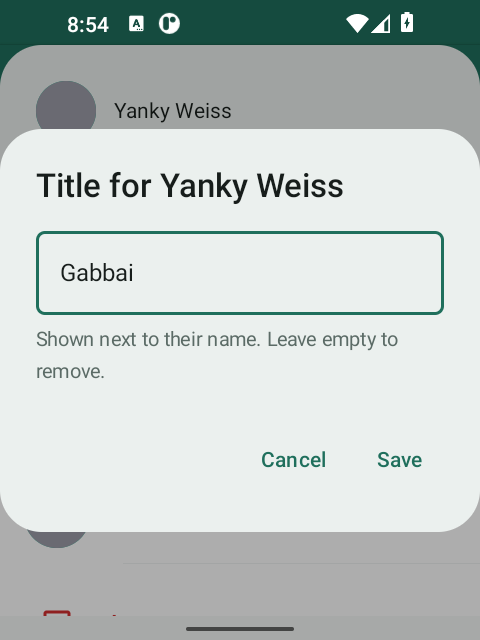 8:54
Yanky Weiss
Title for Yanky Weiss
Gabbai
Shown next to their name. Leave empty to
remove.
Cancel
Save